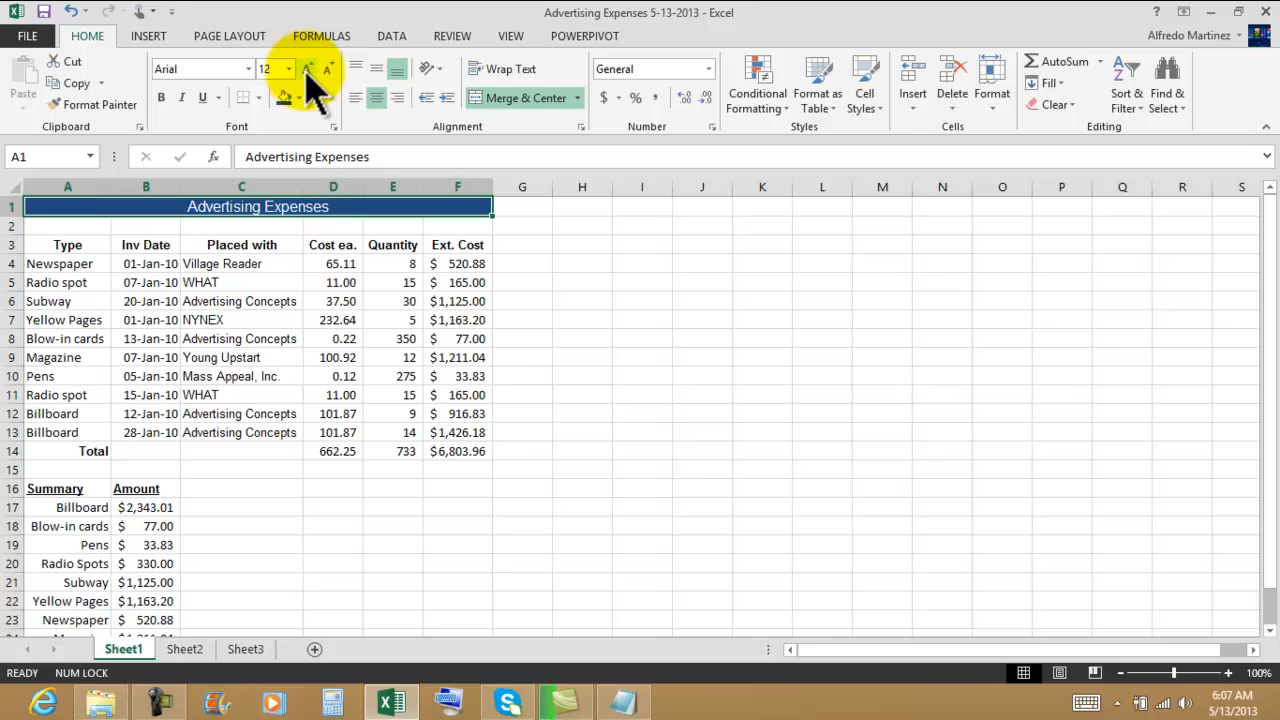 Advertising Expenses 5-13-2013 - Excel
FILE HOME INSERT PAGE LAYOUT FORMULAS DATA REVIEW VIEW POWERPIVOT Alfredo Martinez
Cut Arial 12 Wrap Text General AutoSum
Copy Fill
Paste Format Painter B I U Merge & Center $ % , Conditional Formatting Format as Table Cell Styles Insert Delete Format Clear Sort & Filter Find & Select
Clipboard Font Alignment Number Styles Cells Editing
A1 fx Advertising Expenses
A B C D E F G H I J K L M N O P Q R S
1 Advertising Expenses
2
3 Type Inv Date Placed with Cost ea. Quantity Ext. Cost
4 Newspaper 01-Jan-10 Village Reader 65.11 8 $ 520.88
5 Radio spot 07-Jan-10 WHAT 11.00 15 $ 165.00
6 Subway 20-Jan-10 Advertising Concepts 37.50 30 $1,125.00
7 Yellow Pages 01-Jan-10 NYNEX 232.64 5 $1,163.20
8 Blow-in cards 13-Jan-10 Advertising Concepts 0.22 350 $ 77.00
9 Magazine 07-Jan-10 Young Upstart 100.92 12 $1,211.04
10 Pens 05-Jan-10 Mass Appeal, Inc. 0.12 275 $ 33.83
11 Radio spot 15-Jan-10 WHAT 11.00 15 $ 165.00
12 Billboard 12-Jan-10 Advertising Concepts 101.87 9 $ 916.83
13 Billboard 28-Jan-10 Advertising Concepts 101.87 14 $1,426.18
14 Total 662.25 733 $6,803.96
15
16 Summary Amount
17 Billboard $2,343.01
18 Blow-in cards $ 77.00
19 Pens $ 33.83
20 Radio Spots $ 330.00
21 Subway $1,125.00
22 Yellow Pages $1,163.20
23 Newspaper $ 520.88
Sheet1 Sheet2 Sheet3
READY NUM LOCK 100%
6:07 AM
5/13/2013